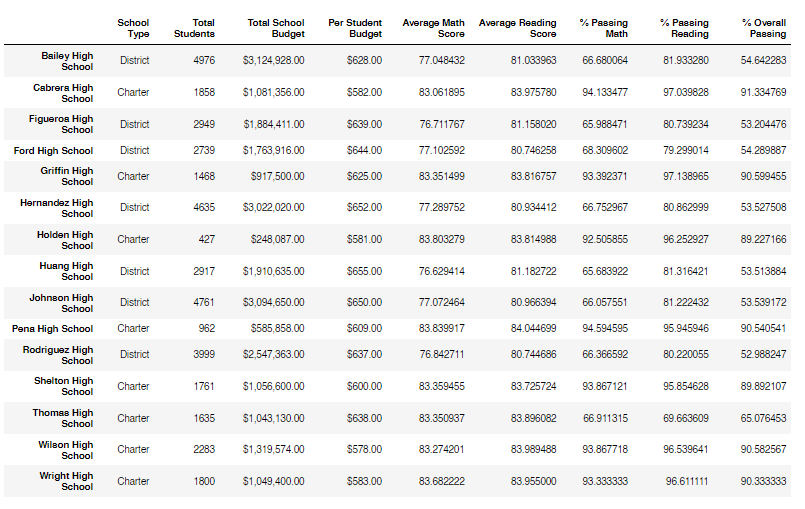 School Type Total Students Total School Budget Per Student Budget Average Math Score Average Reading Score % Passing Math % Passing Reading % Overall Passing
Bailey High School District 4976 $3,124,928.00 $628.00 77.048432 81.033963 66.680064 81.933280 54.642283
Cabrera High School Charter 1858 $1,081,356.00 $582.00 83.061895 83.975780 94.133477 97.039828 91.334769
Figueroa High School District 2949 $1,884,411.00 $639.00 76.711767 81.158020 65.988471 80.739234 53.204476
Ford High School District 2739 $1,763,916.00 $644.00 77.102592 80.746258 68.309602 79.299014 54.289887
Griffin High School Charter 1468 $917,500.00 $625.00 83.351499 83.816757 93.392371 97.138965 90.599455
Hernandez High School District 4635 $3,022,020.00 $652.00 77.289752 80.934412 66.752967 80.862999 53.527508
Holden High School Charter 427 $248,087.00 $581.00 83.803279 83.814988 92.505855 96.252927 89.227166
Huang High School District 2917 $1,910,635.00 $655.00 76.629414 81.182722 65.683922 81.316421 53.513884
Johnson High School District 4761 $3,094,650.00 $650.00 77.072464 80.966394 66.057551 81.222432 53.539172
Pena High School Charter 962 $585,858.00 $609.00 83.839917 84.044699 94.594595 95.945946 90.540541
Rodriguez High School District 3999 $2,547,363.00 $637.00 76.842711 80.744686 66.366592 80.220055 52.988247
Shelton High School Charter 1761 $1,056,600.00 $600.00 83.359455 83.725724 93.867121 95.854628 89.892107
Thomas High School Charter 1635 $1,043,130.00 $638.00 83.350937 83.896082 66.911315 69.663609 65.076453
Wilson High School Charter 2283 $1,319,574.00 $578.00 83.274201 83.989488 93.867718 96.539641 90.582567
Wright High School Charter 1800 $1,049,400.00 $583.00 83.682222 83.955000 93.333333 96.611111 90.333333